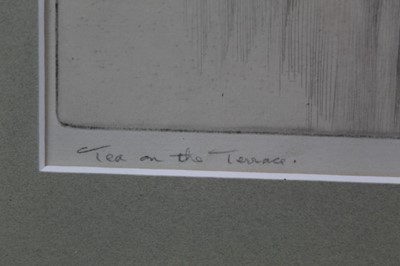 Tea on the Terrace.